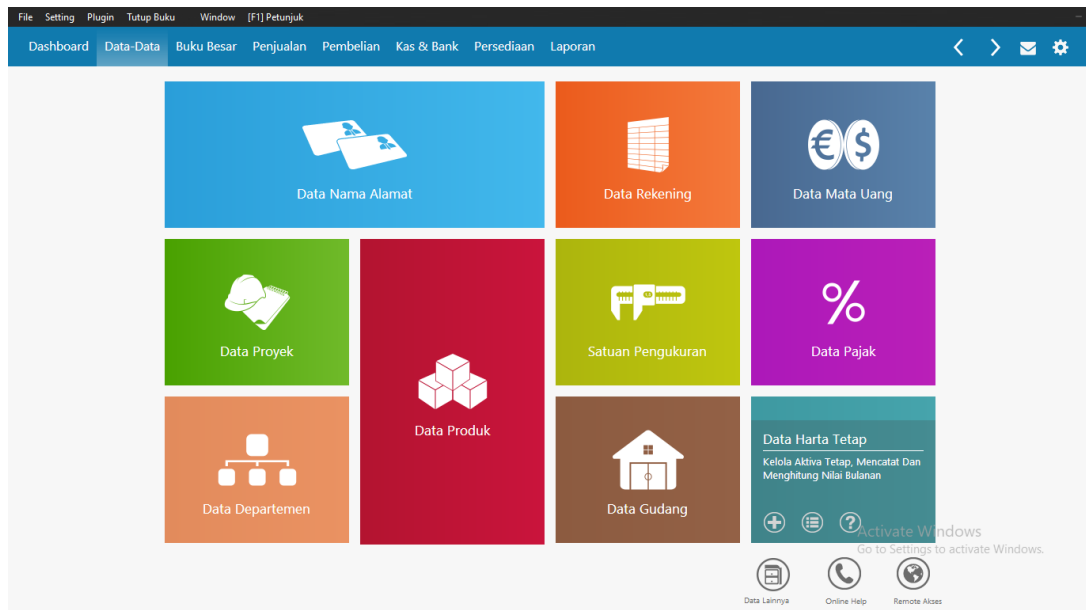 File Setting Plugin Tutup Buku Window [F1] Petunjuk
Dashboard Data-Data Buku Besar Penjualan Pembelian Kas & Bank Persediaan Laporan
Data Nama Alamat
Data Rekening
Data Mata Uang
Data Proyek
Data Produk
Satuan Pengukuran
Data Pajak
Data Departemen
Data Gudang
Data Harta Tetap
Kelola Aktiva Tetap, Mencatat Dan
Menghitung Nilai Bulanan
Activate Windows
Go to Settings to activate Windows.
Data Lainnya
Online Help
Remote Akses